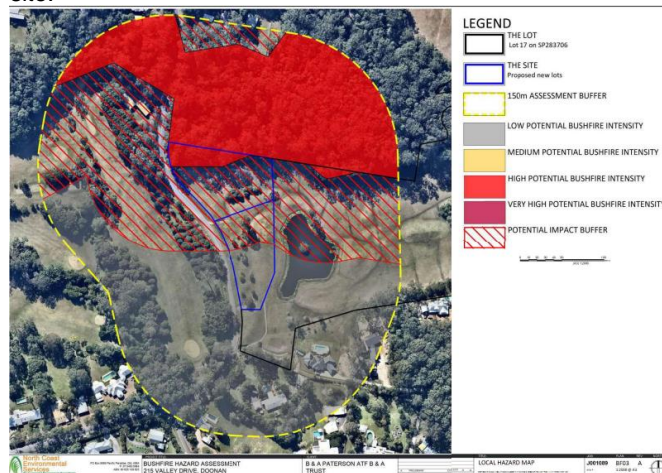 LEGEND
THE LOT
Lot 17 on SP283706
THE SITE
Proposed new lots
150m ASSESSMENT BUFFER
LOW POTENTIAL BUSHFIRE INTENSITY
MEDIUM POTENTIAL BUSHFIRE INTENSITY
HIGH POTENTIAL BUSHFIRE INTENSITY
VERY HIGH POTENTIAL BUSHFIRE INTENSITY
POTENTIAL IMPACT BUFFER
North Coast
Environmental
Services
BUSHFIRE HAZARD ASSESSMENT
215 VALLEY DRIVE, DOONAN
B & A PATERSON ATF B & A
TRUST
LOCAL HAZARD MAP
J001089 BF03 A